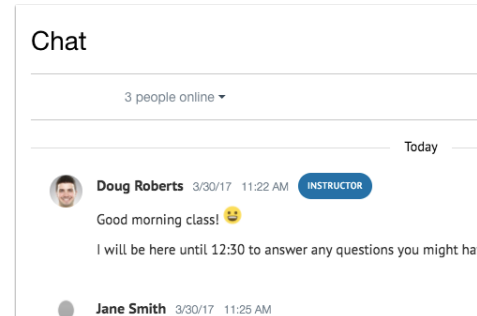 Chat
3 people online
Today
Doug Roberts 3/30/17 11:22 AM INSTRUCTOR
Good morning class! 😀
I will be here until 12:30 to answer any questions you might ha
Jane Smith 3/30/17 11:25 AM